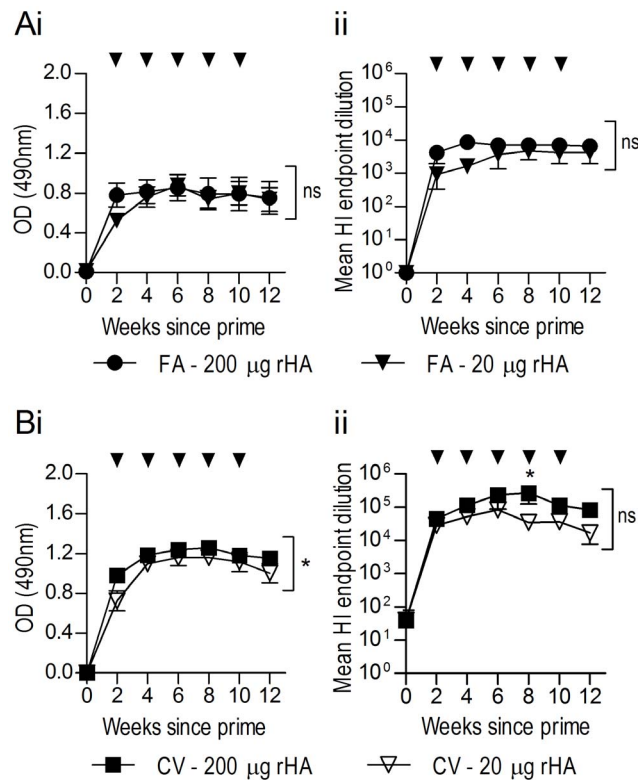 Ai
ii
OD (490nm)
2.0
1.6
1.2
0.8
0.4
0.0
ns
0 2 4 6 8 10 12
Weeks since prime
Mean HI endpoint dilution
10⁶
10⁵
10⁴
10³
10²
10¹
10⁰
ns
0 2 4 6 8 10 12
Weeks since prime
FA - 200 µg rHA
FA - 20 µg rHA
Bi
ii
OD (490nm)
2.0
1.6
1.2
0.8
0.4
0.0
*
0 2 4 6 8 10 12
Weeks since prime
Mean HI endpoint dilution
10⁶
10⁵
10⁴
10³
10²
10¹
10⁰
*
ns
0 2 4 6 8 10 12
Weeks since prime
CV - 200 µg rHA
CV - 20 µg rHA